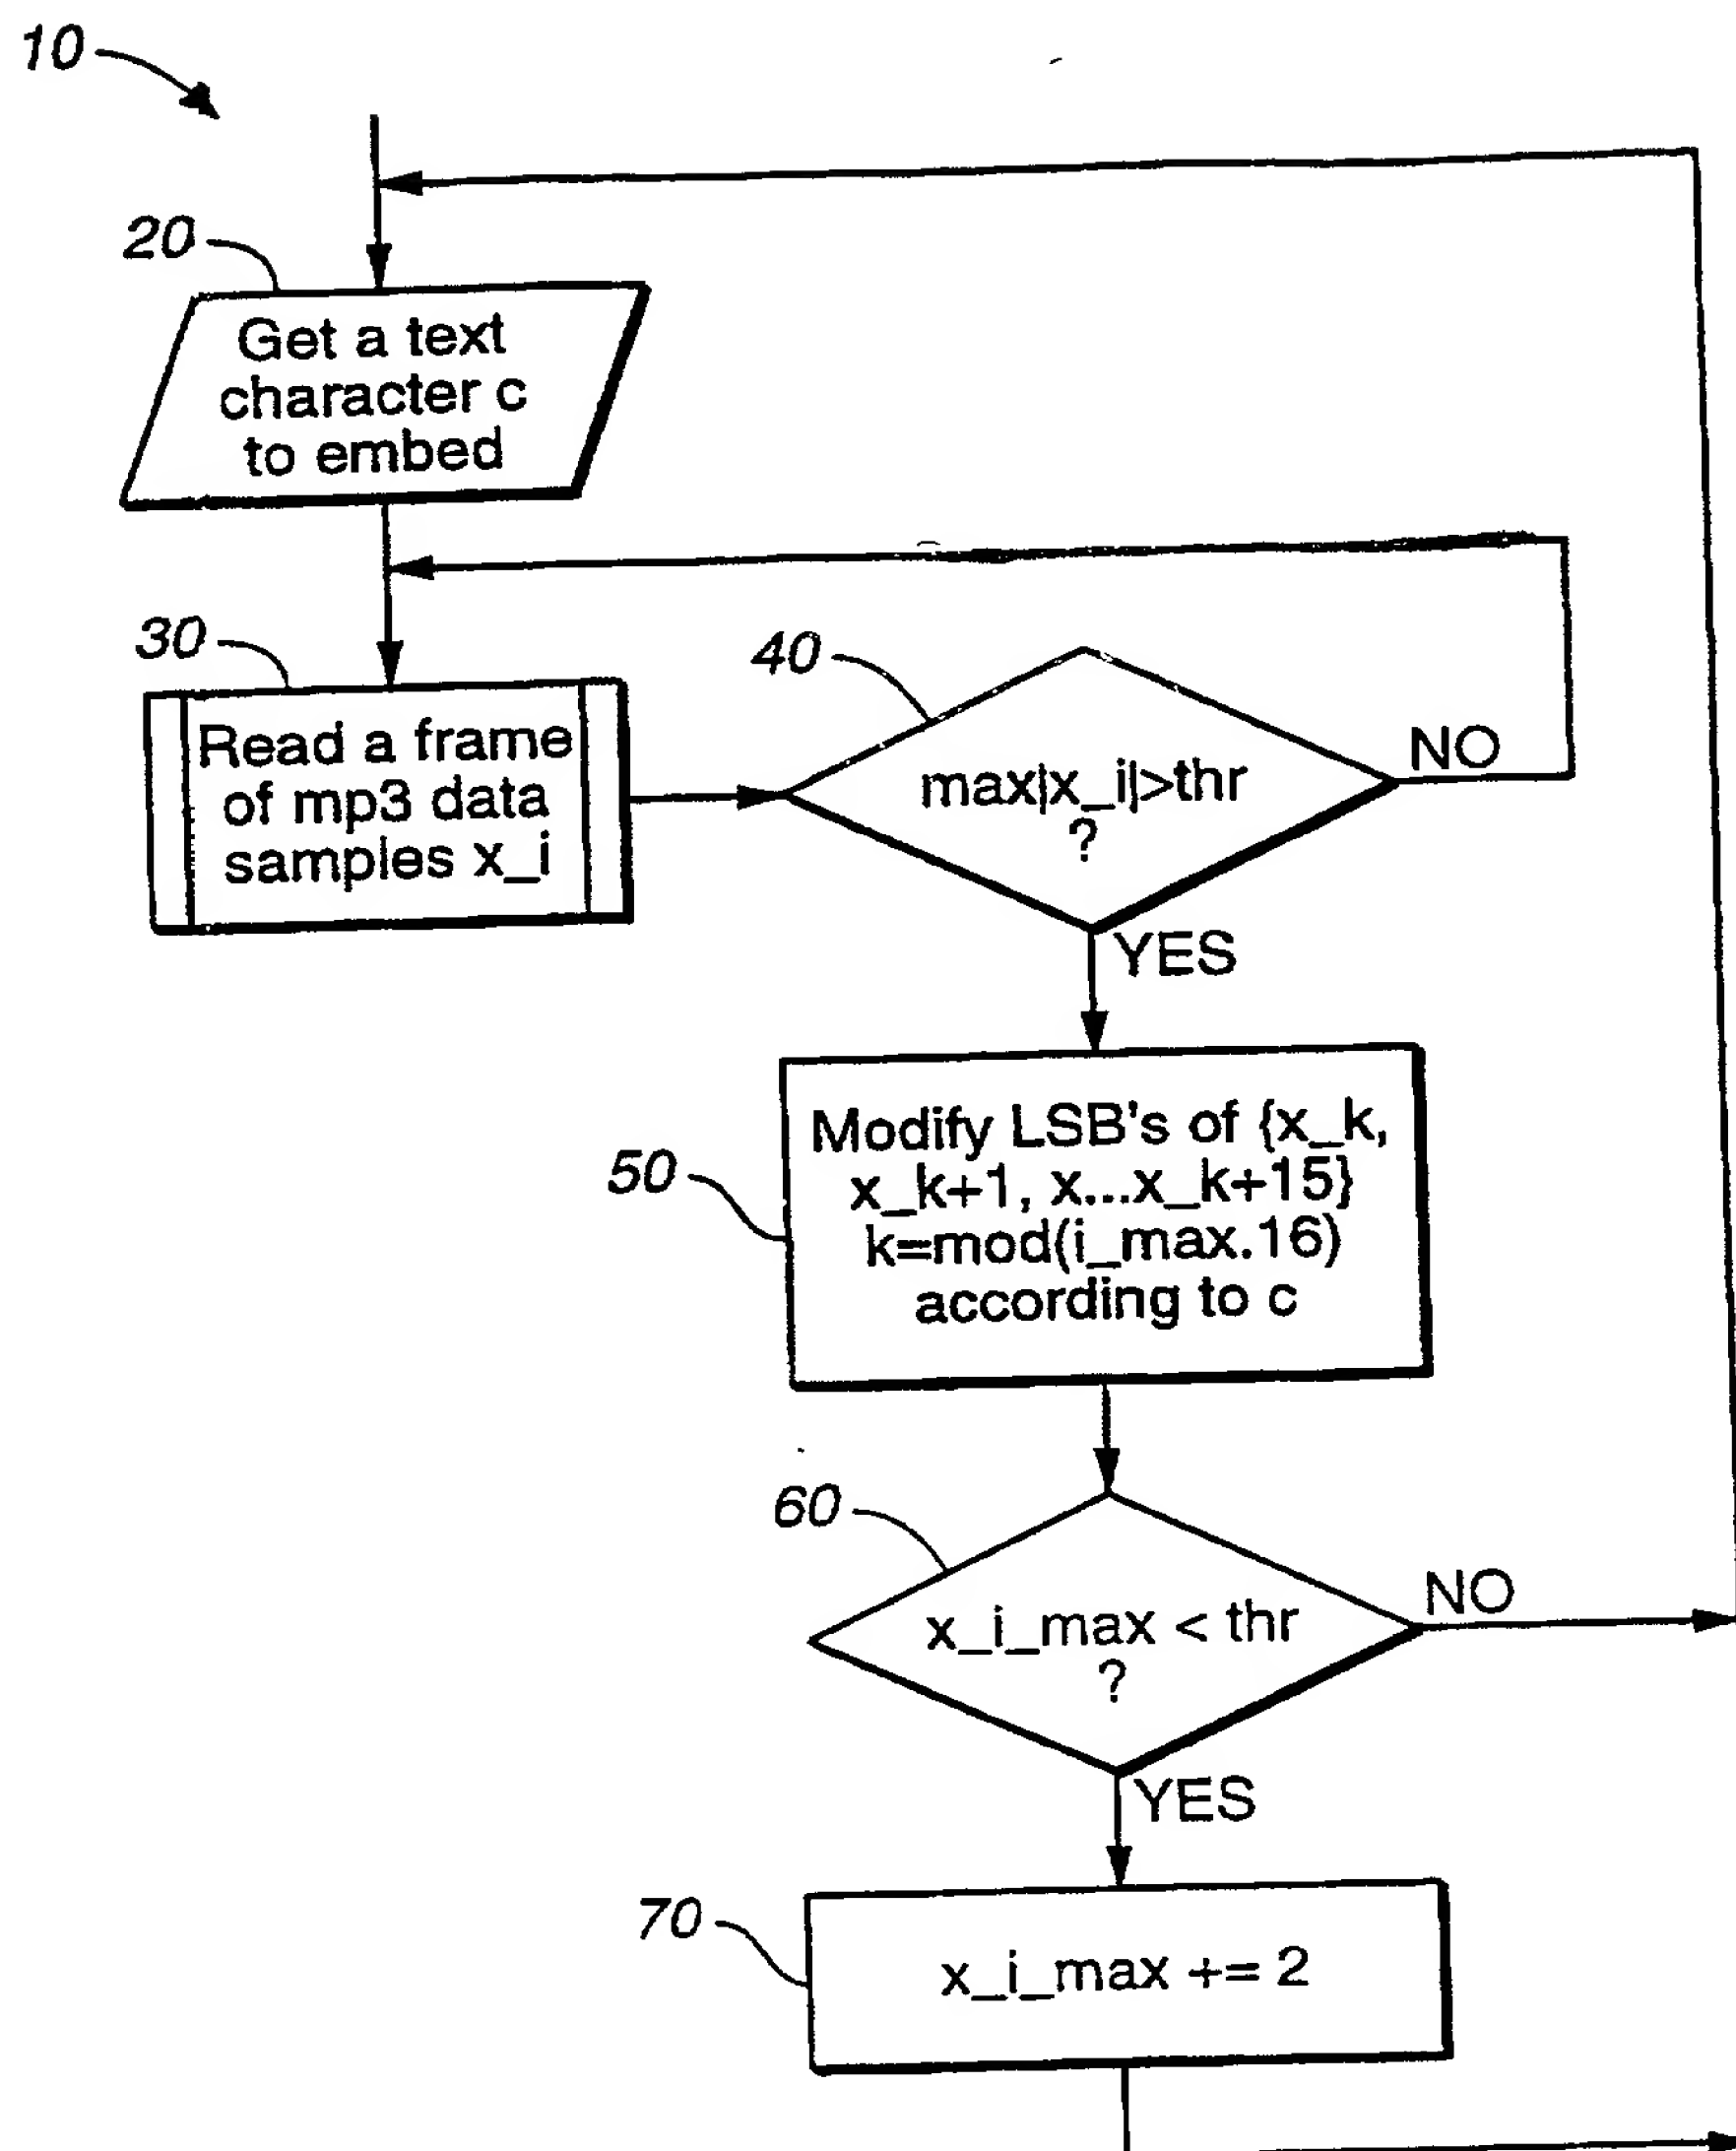 10
20
Get a text
character c
to embed
30
Read a frame
of mp3 data
samples x_i
40
max|x_i|>thr
?
NO
YES
50
Modify LSB's of {x_k,
x_k+1, x...x_k+15}
k=mod(i_max.16)
according to c
60
x_i_max < thr
?
NO
YES
70
x_i_max += 2